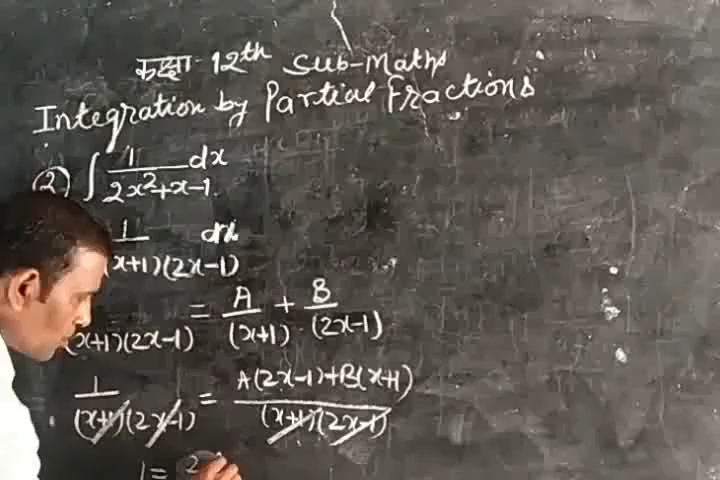 कक्षा - 12th Sub-Maths
Integration by Partial Fractions
2) ∫ 1/(2x²+x-1) dx
1/(x+1)(2x-1) dx
(x+1)(2x-1) = A/(x+1) + B/(2x-1)
1/(x+1)(2x-1) = A(2x-1)+B(x+1)/(x+1)(2x-1)
1 = 2